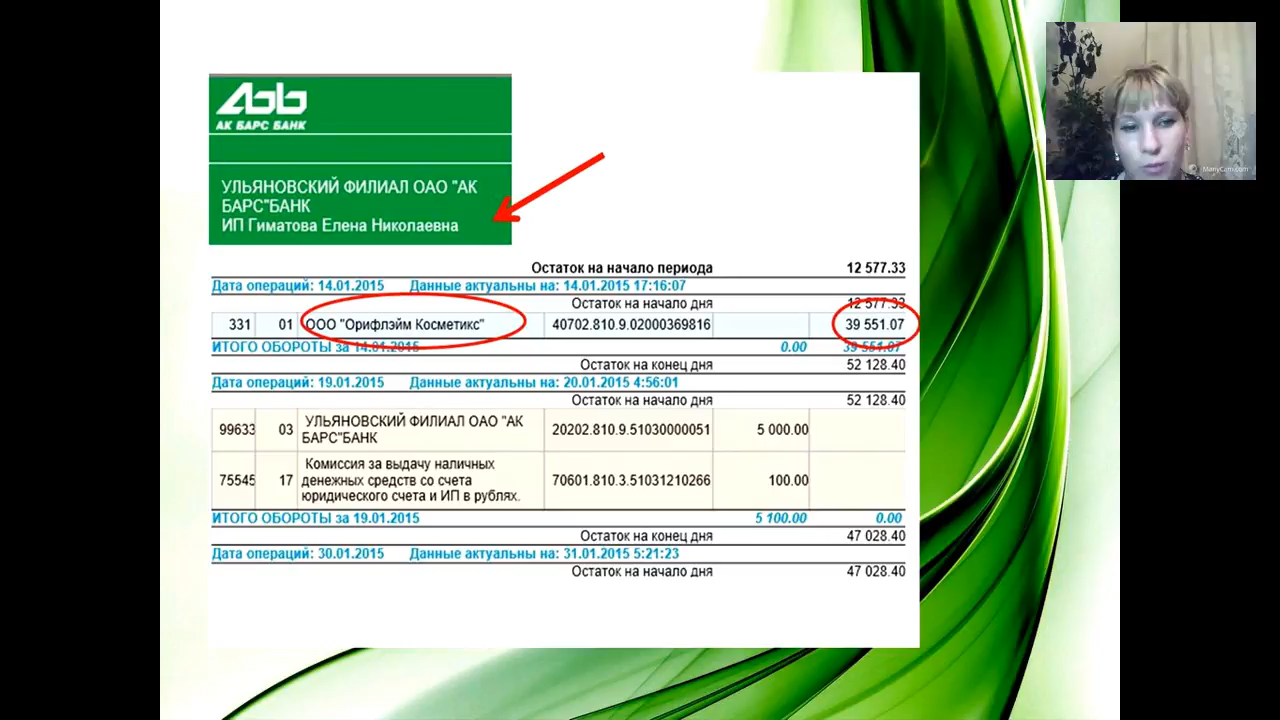 АКБ
АК БАРС БАНК
УЛЬЯНОВСКИЙ ФИЛИАЛ ОАО "АК
БАРС"БАНК
ИП Гиматова Елена Николаевна
Остаток на начало периода 12 577.33
Дата операций: 14.01.2015 Данные актуальны на: 14.01.2015 17:16:07
Остаток на начало дня 12 577.33
331 01 ООО "Орифлэйм Косметикс" 40702.810.9.02000369816 39 551.07
ИТОГО ОБОРОТЫ за 14.01.2015 0.00 39 551.07
Остаток на конец дня 52 128.40
Дата операций: 19.01.2015 Данные актуальны на: 20.01.2015 4:56:01
Остаток на начало дня 52 128.40
99633 03 УЛЬЯНОВСКИЙ ФИЛИАЛ ОАО "АК
БАРС"БАНК 20202.810.9.51030000051 5 000.00
Комиссия за выдачу наличных
75545 17 денежных средств со счета 70601.810.3.51031210266 100.00
юридического счета и ИП в рублях.
ИТОГО ОБОРОТЫ за 19.01.2015 5 100.00 0.00
Остаток на конец дня 47 028.40
Дата операций: 30.01.2015 Данные актуальны на: 31.01.2015 5:21:23
Остаток на начало дня 47 028.40
ManyCam.com